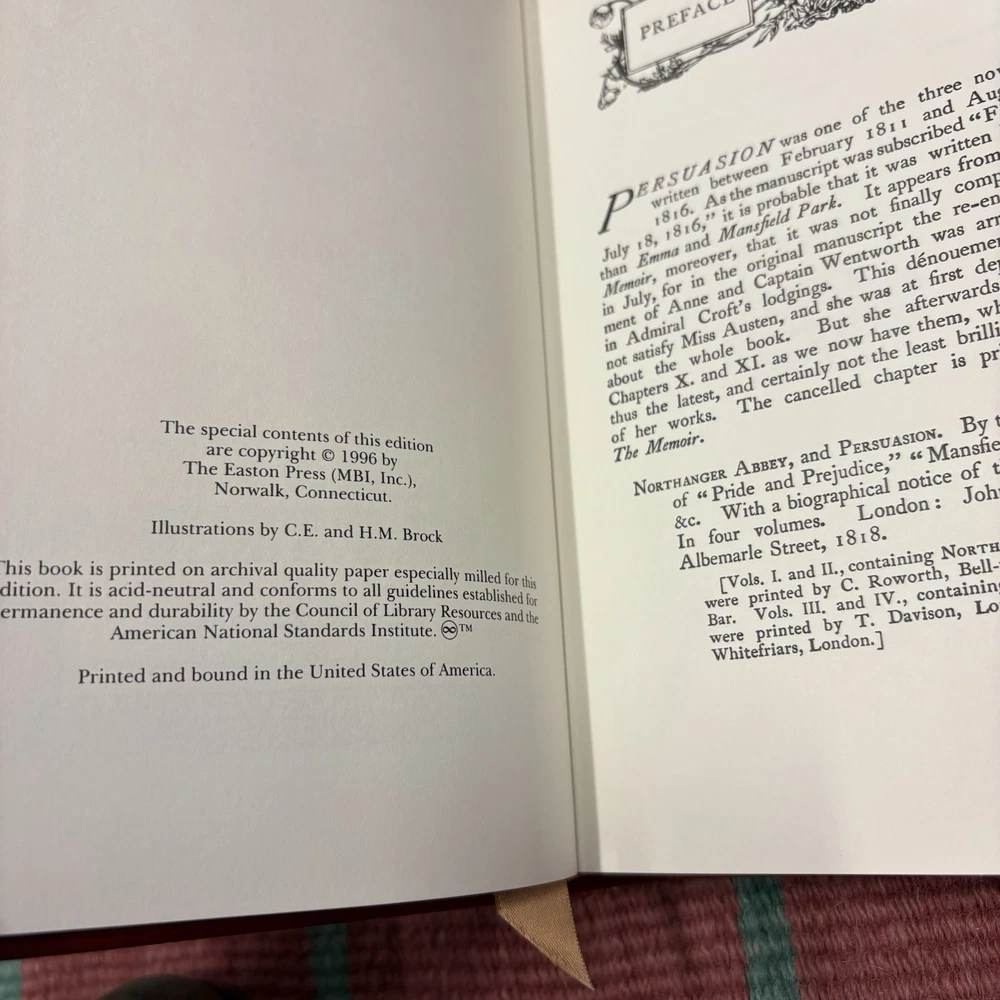 The special contents of this edition
are copyright © 1996 by
The Easton Press (MBI, Inc.),
Norwalk, Connecticut.
Illustrations by C.E. and H.M. Brock
This book is printed on archival quality paper especially milled for this
dition. It is acid-neutral and conforms to all guidelines established for
ermanence and durability by the Council of Library Resources and the
American National Standards Institute. ♾™
Printed and bound in the United States of America.
PREFACE
PERSUASION was one of the three
written between February 1811 and
1816. As the manuscript was subscribed
July 18, 1816,” it is probable that it was written
than Emma and Mansfield Park. It appears from
Memoir, moreover, that it was not finally comp
in July, for in the original manuscript the re-en
ment of Anne and Captain Wentworth was arr
in Admiral Croft's lodgings. This dénouemen
not satisfy Miss Austen, and she was at first dep
about the whole book. But she afterwards
Chapters X. and XI. as we now have them, wh
thus the latest, and certainly not the least brilli
of her works. The cancelled chapter is pri
The Memoir.
NORTHANGER ABBEY, and PERSUASION. By t
of “Pride and Prejudice,” “Mansfie
&c. With a biographical notice of t
In four volumes. London: Joh
Albemarle Street, 1818.
[Vols. I. and II., containing NORTH
were printed by C. Roworth, Bell-
Bar. Vols. III. and IV., containing
were printed by T. Davison, Lo
Whitefriars, London.]